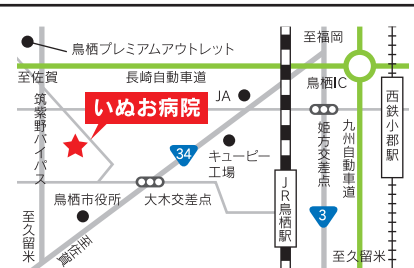 至福岡
鳥栖プレミアムアウトレット
至佐賀
長崎自動車道
鳥栖IC
いぬお病院
JA
筑紫野バイパス
西鉄小郡駅
姫方交差点
九州自動車道
34
キューピー
工場
JR鳥栖駅
鳥栖市役所
大木交差点
3
至久留米
至佐賀
至久留米